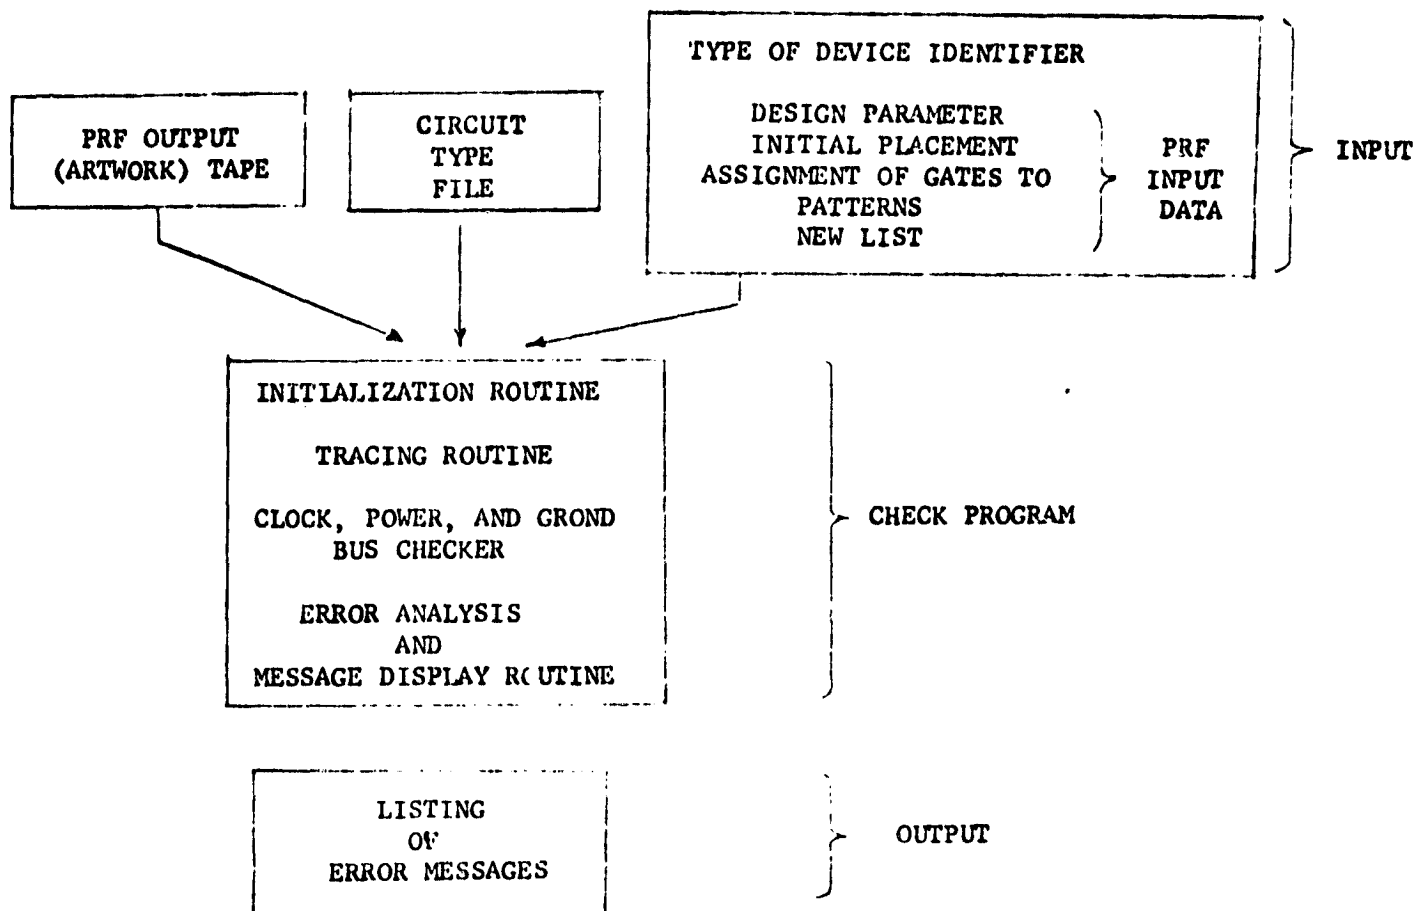 TYPE OF DEVICE IDENTIFIER
DESIGN PARAMETER
INITIAL PLACEMENT
ASSIGNMENT OF GATES TO
PATTERNS
NEW LIST
PRF
INPUT
DATA
INPUT
PRF OUTPUT
(ARTWORK) TAPE
CIRCUIT
TYPE
FILE
INITIALIZATION ROUTINE
TRACING ROUTINE
CLOCK, POWER, AND GROND
BUS CHECKER
ERROR ANALYSIS
AND
MESSAGE DISPLAY ROUTINE
CHECK PROGRAM
LISTING
OF
ERROR MESSAGES
OUTPUT